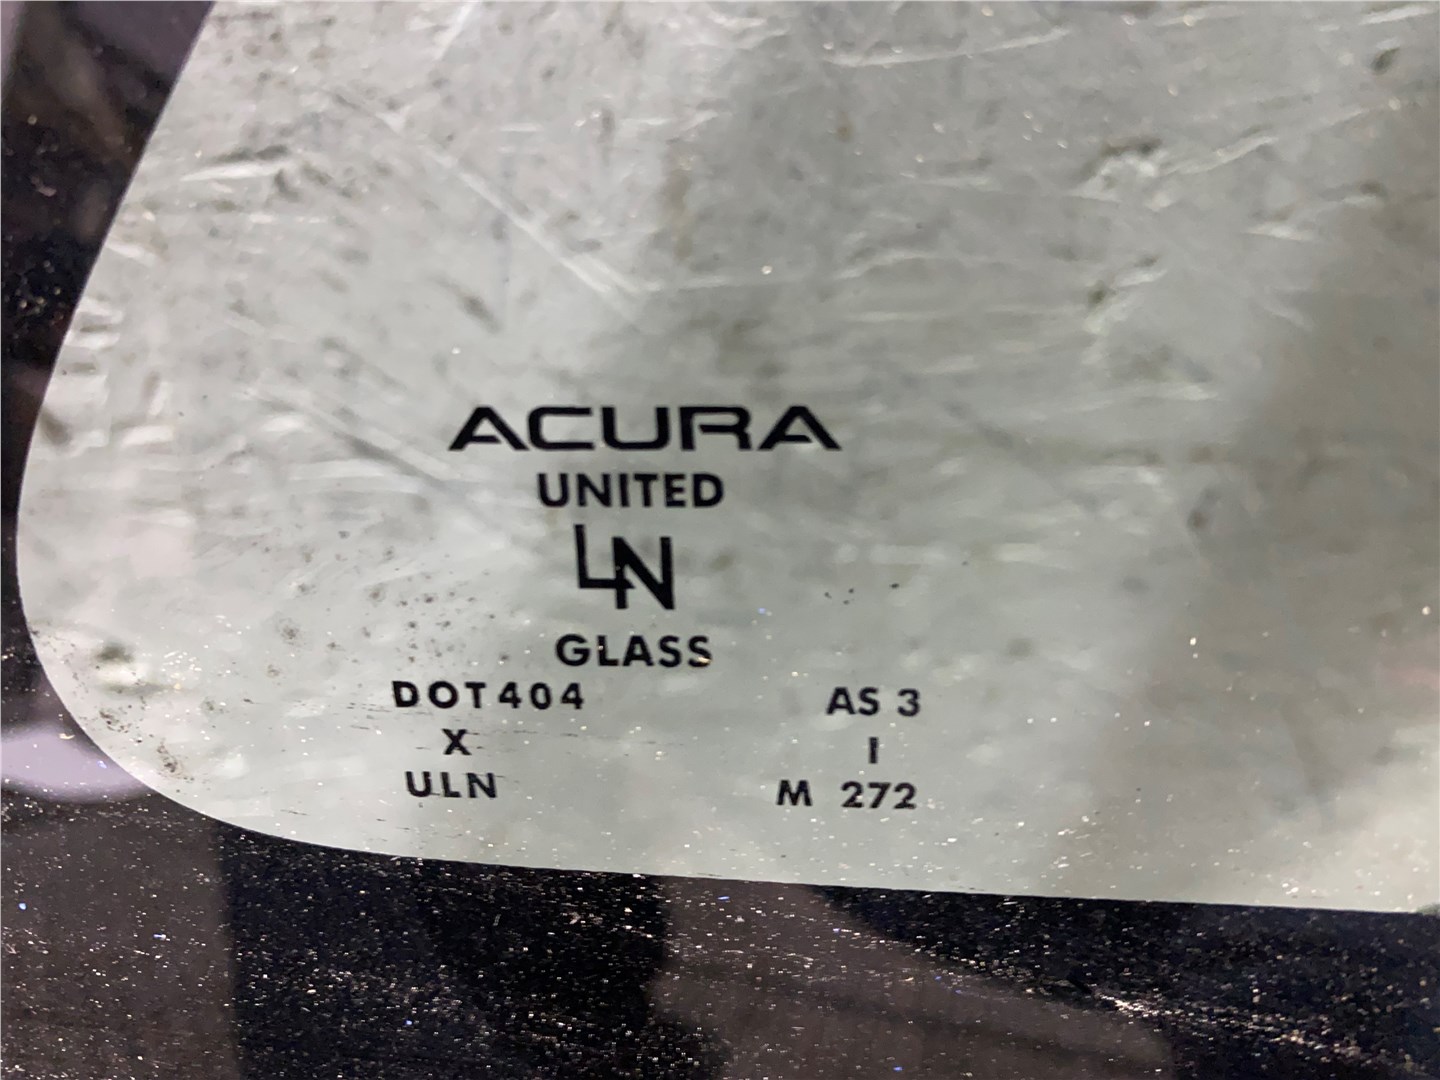 ACURA
UNITED
LN
GLASS
DOT404 AS 3
X I
ULN M 272